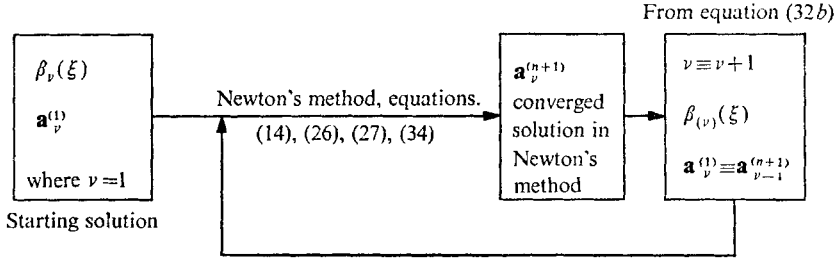 From equation (32b)
β_ν(ξ)
a_ν^(1)
where ν=1
Starting solution
Newton's method, equations.
(14), (26), (27), (34)
a_ν^(n+1)
converged
solution in
Newton's
method
ν≡ν+1
β_(ν)(ξ)
a_ν^(1)≡a_ν−1^(n+1)